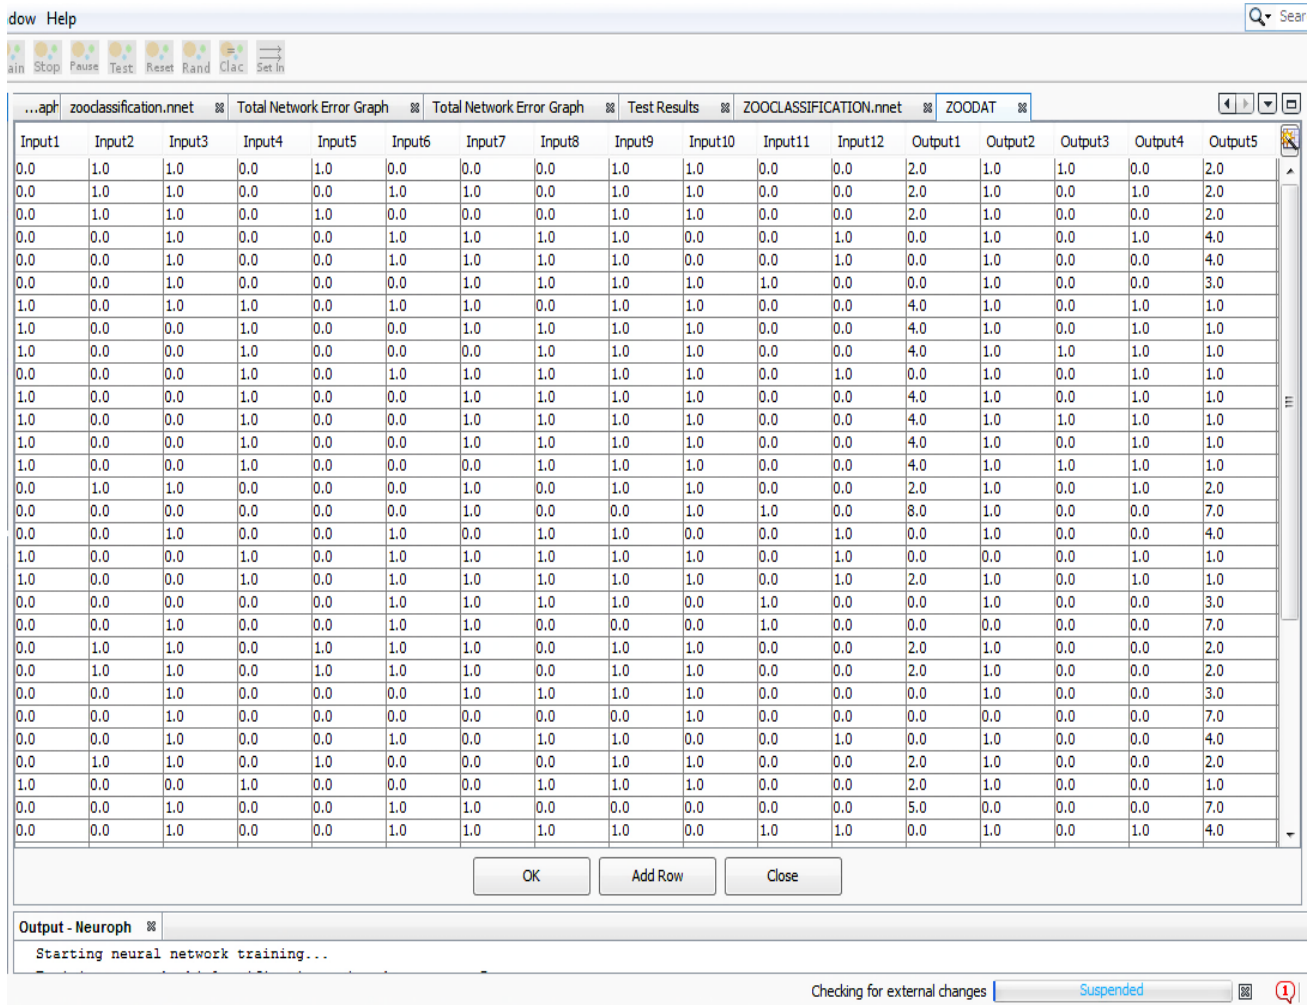 dow Help
Sear
ain Stop Pause Test Reset Rand Clac Set In
...aph zooclassification.nnet Total Network Error Graph Total Network Error Graph Test Results ZOOCLASSIFICATION.nnet ZOODAT
Input1 Input2 Input3 Input4 Input5 Input6 Input7 Input8 Input9 Input10 Input11 Input12 Output1 Output2 Output3 Output4 Output5
0.0 1.0 1.0 0.0 1.0 0.0 0.0 0.0 1.0 1.0 0.0 0.0 2.0 1.0 1.0 0.0 2.0
0.0 1.0 1.0 0.0 0.0 1.0 1.0 0.0 1.0 1.0 0.0 0.0 2.0 1.0 0.0 1.0 2.0
0.0 1.0 1.0 0.0 1.0 0.0 0.0 0.0 1.0 1.0 0.0 0.0 2.0 1.0 0.0 0.0 2.0
0.0 0.0 1.0 0.0 0.0 1.0 1.0 1.0 1.0 0.0 0.0 1.0 0.0 1.0 0.0 1.0 4.0
0.0 0.0 1.0 0.0 0.0 1.0 1.0 1.0 1.0 0.0 0.0 1.0 0.0 1.0 0.0 0.0 4.0
0.0 0.0 1.0 0.0 0.0 0.0 1.0 1.0 1.0 1.0 1.0 0.0 0.0 1.0 0.0 0.0 3.0
1.0 0.0 1.0 1.0 0.0 1.0 1.0 0.0 1.0 1.0 0.0 0.0 4.0 1.0 0.0 1.0 1.0
1.0 0.0 0.0 1.0 0.0 0.0 1.0 1.0 1.0 1.0 0.0 0.0 4.0 1.0 0.0 1.0 1.0
1.0 0.0 0.0 1.0 0.0 0.0 0.0 1.0 1.0 1.0 0.0 0.0 4.0 1.0 1.0 1.0 1.0
0.0 0.0 0.0 1.0 0.0 1.0 1.0 1.0 1.0 1.0 0.0 1.0 0.0 1.0 0.0 1.0 1.0
1.0 0.0 0.0 1.0 0.0 0.0 1.0 1.0 1.0 1.0 0.0 0.0 4.0 1.0 0.0 1.0 1.0
1.0 0.0 0.0 1.0 0.0 0.0 1.0 1.0 1.0 1.0 0.0 0.0 4.0 1.0 1.0 1.0 1.0
1.0 0.0 0.0 1.0 0.0 0.0 1.0 1.0 1.0 1.0 0.0 0.0 4.0 1.0 0.0 1.0 1.0
1.0 0.0 0.0 1.0 0.0 0.0 0.0 1.0 1.0 1.0 0.0 0.0 4.0 1.0 1.0 1.0 1.0
0.0 1.0 1.0 0.0 0.0 0.0 1.0 0.0 1.0 1.0 0.0 0.0 2.0 1.0 0.0 1.0 2.0
0.0 0.0 0.0 0.0 0.0 0.0 1.0 0.0 0.0 1.0 1.0 0.0 8.0 1.0 0.0 0.0 7.0
0.0 0.0 1.0 0.0 0.0 1.0 0.0 1.0 1.0 0.0 0.0 1.0 0.0 1.0 0.0 0.0 4.0
1.0 0.0 0.0 1.0 0.0 1.0 1.0 1.0 1.0 1.0 0.0 1.0 0.0 0.0 0.0 1.0 1.0
1.0 0.0 0.0 1.0 0.0 1.0 1.0 1.0 1.0 1.0 0.0 1.0 2.0 1.0 0.0 1.0 1.0
0.0 0.0 0.0 0.0 0.0 1.0 1.0 1.0 1.0 0.0 1.0 0.0 0.0 1.0 0.0 0.0 3.0
0.0 0.0 1.0 0.0 0.0 1.0 1.0 0.0 0.0 0.0 1.0 0.0 0.0 0.0 0.0 0.0 7.0
0.0 1.0 1.0 0.0 1.0 1.0 1.0 0.0 1.0 1.0 0.0 0.0 2.0 1.0 0.0 0.0 2.0
0.0 1.0 1.0 0.0 1.0 1.0 1.0 0.0 1.0 1.0 0.0 0.0 2.0 1.0 0.0 0.0 2.0
0.0 0.0 1.0 0.0 0.0 0.0 1.0 1.0 1.0 1.0 0.0 0.0 0.0 1.0 0.0 0.0 3.0
0.0 0.0 1.0 0.0 0.0 0.0 0.0 0.0 0.0 1.0 0.0 0.0 0.0 0.0 0.0 0.0 7.0
0.0 0.0 1.0 0.0 0.0 1.0 0.0 1.0 1.0 0.0 0.0 1.0 0.0 1.0 0.0 1.0 4.0
0.0 1.0 1.0 0.0 1.0 0.0 0.0 0.0 1.0 1.0 0.0 0.0 2.0 1.0 0.0 0.0 2.0
1.0 0.0 0.0 1.0 0.0 0.0 0.0 1.0 1.0 1.0 0.0 0.0 2.0 1.0 0.0 0.0 1.0
0.0 0.0 1.0 0.0 0.0 1.0 1.0 0.0 0.0 0.0 0.0 0.0 5.0 0.0 0.0 0.0 7.0
0.0 0.0 1.0 0.0 0.0 1.0 1.0 1.0 1.0 0.0 1.0 1.0 0.0 1.0 0.0 1.0 4.0
OK Add Row Close
Output - Neuroph
Starting neural network training...
Checking for external changes Suspended 1